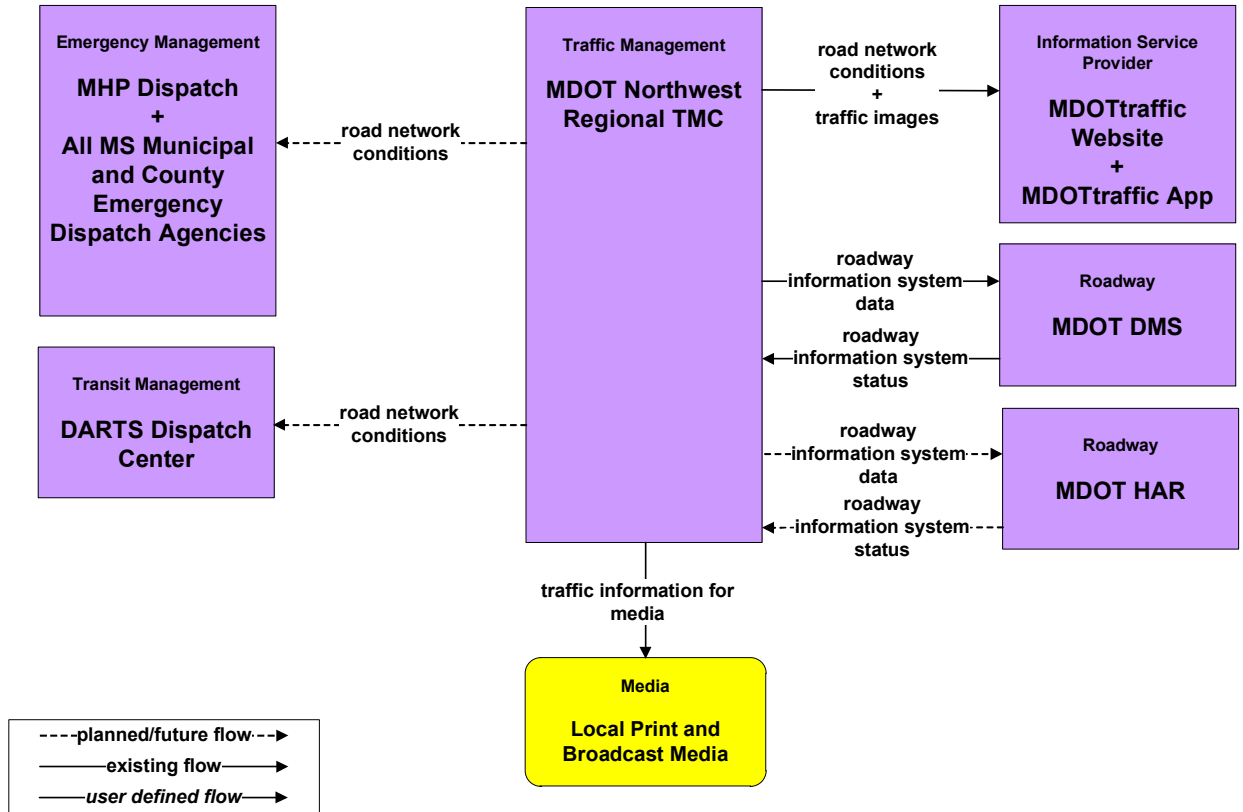 Emergency Management
MHP Dispatch
+
All MS Municipal
and County
Emergency
Dispatch Agencies
road network
conditions
Traffic Management
MDOT Northwest
Regional TMC
road network
conditions
+
traffic images
Information Service
Provider
MDOTtraffic
Website
+
MDOTtraffic App
roadway
information system
data
roadway
information system
status
Roadway
MDOT DMS
Transit Management
DARTS Dispatch
Center
road network
conditions
roadway
information system
data
roadway
information system
status
Roadway
MDOT HAR
traffic information for
media
Media
Local Print and
Broadcast Media
planned/future flow
existing flow
user defined flow